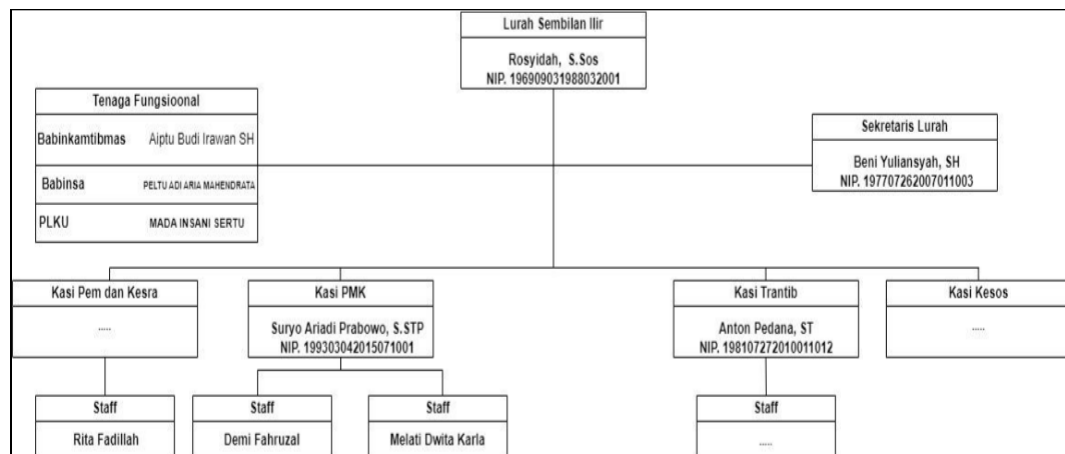 Lurah Sembilan Ilir
Rosyidah, S.Sos
NIP. 196909031988032001
Tenaga Fungsioonal
Babinkamtibmas Aiptu Budi Irawan SH
Babinsa PELTU ADI ARIA MAHENDRATA
PLKU MADA INSANI SERTU
Sekretaris Lurah
Beni Yuliansyah, SH
NIP. 197707262007011003
Kasi Pem dan Kesra
.....
Kasi PMK
Suryo Ariadi Prabowo, S.STP
NIP. 199303042015071001
Kasi Trantib
Anton Pedana, ST
NIP. 198107272010011012
Kasi Kesos
.....
Staff
Rita Fadillah
Staff
Demi Fahruzal
Staff
Melati Dwita Karla
Staff
.....